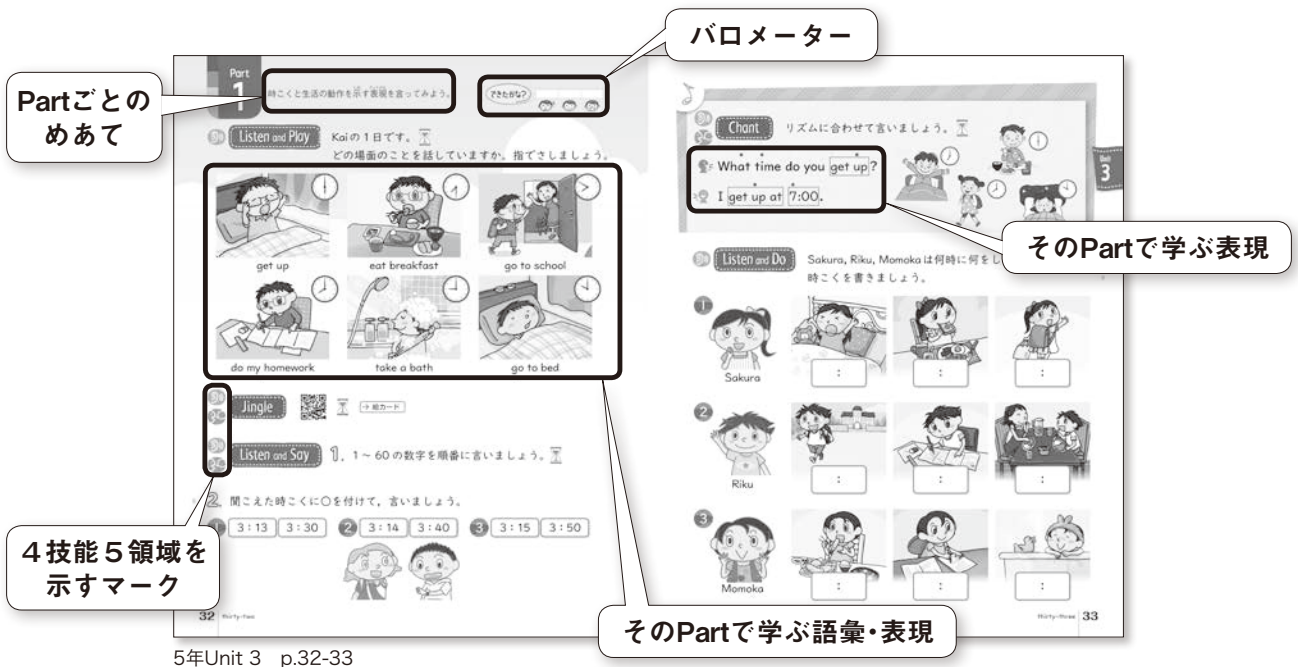 バロメーター
Partごとの
めあて
Part
1
時こくと生活の動作を示す表現を言ってみよう。
できたかな?
Listen and Play
Kaiの1日です。
どの場面のことを話していますか。指でさしましょう。
get up
eat breakfast
go to school
do my homework
take a bath
go to bed
Jingle
→絵カード
Listen and Say
1. 1～60の数字を順番に言いましょう。
2. 聞こえた時こくに○を付けて，言いましょう。
1 3:13 3:30 2 3:14 3:40 3 3:15 3:50
4技能5領域を
示すマーク
32 thirty-two
Chant
リズムに合わせて言いましょう。
What time do you get up?
I get up at 7:00.
Unit
3
そのPartで学ぶ表現
Listen and Do
Sakura, Riku, Momokaは何時に何をし
時こくを書きましょう。
1
Sakura
:
:
:
2
Riku
:
:
:
3
Momoka
:
:
:
thirty-three 33
そのPartで学ぶ語彙・表現
5年Unit 3 p.32-33